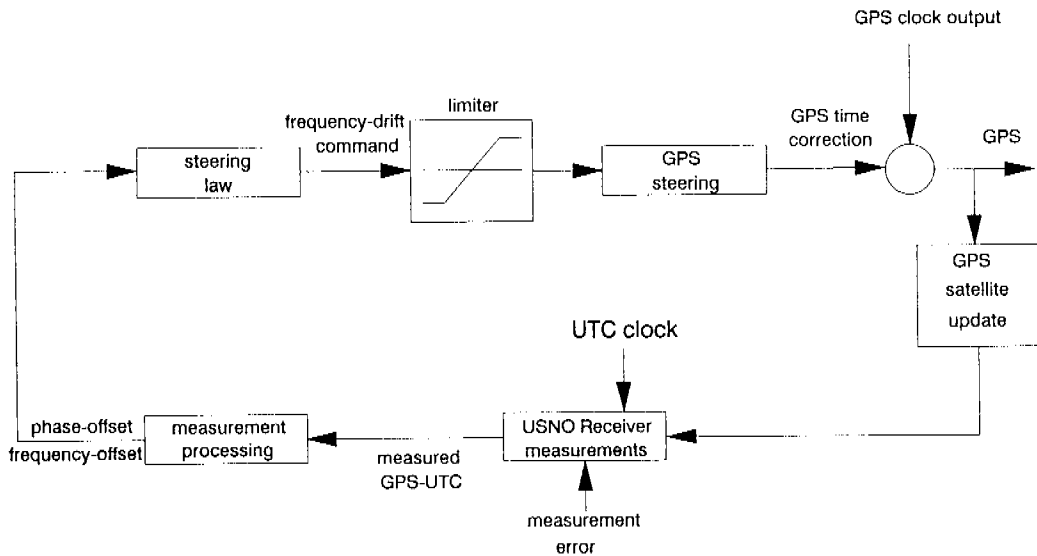 GPS clock output
limiter
frequency-drift
command
GPS time
correction
GPS
steering
law
GPS
steering
GPS
satellite
update
UTC clock
phase-offset
frequency-offset
measurement
processing
measured
GPS-UTC
USNO Receiver
measurements
measurement
error